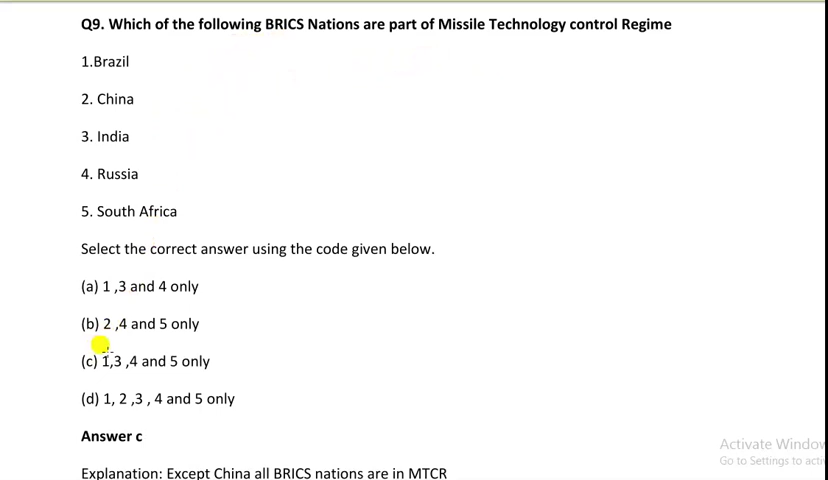 Q9. Which of the following BRICS Nations are part of Missile Technology control Regime
1.Brazil
2. China
3. India
4. Russia
5. South Africa
Select the correct answer using the code given below.
(a) 1 ,3 and 4 only
(b) 2 ,4 and 5 only
(c) 1,3 ,4 and 5 only
(d) 1, 2 ,3 , 4 and 5 only
Answer c
Activate Window
Go to Settings to acti
Explanation: Except China all BRICS nations are in MTCR